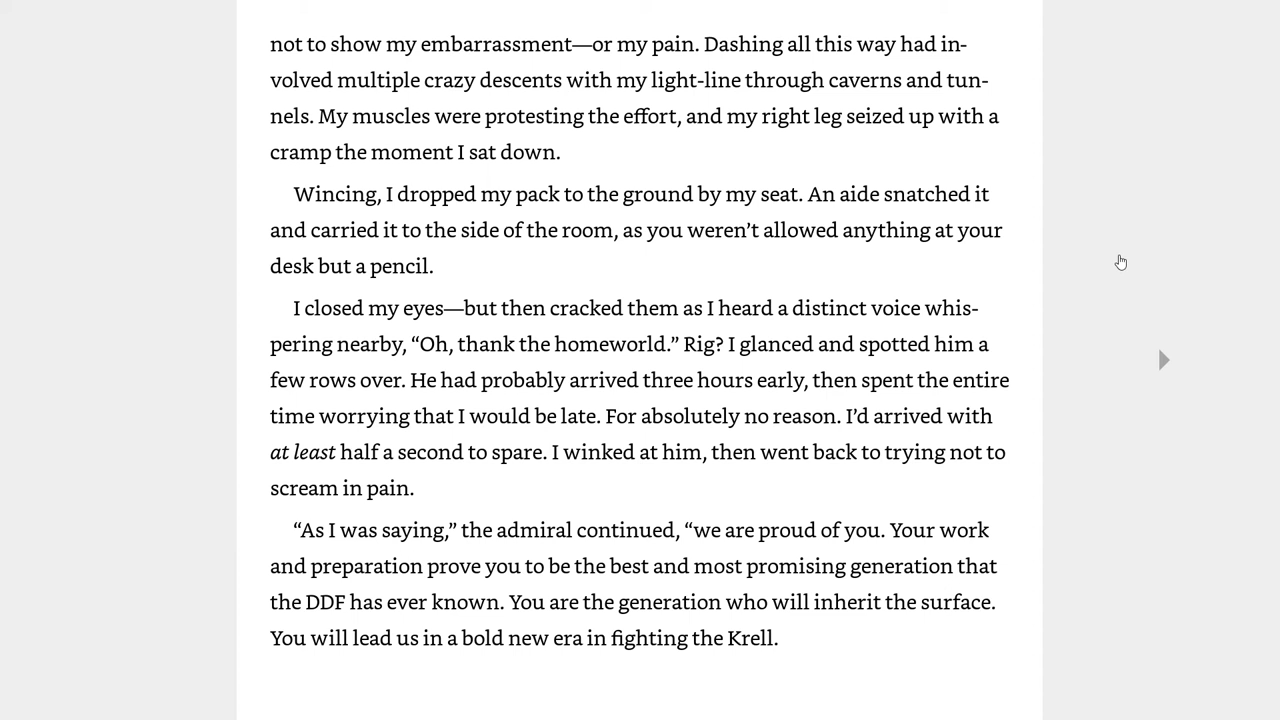 not to show my embarrassment—or my pain. Dashing all this way had in-
volved multiple crazy descents with my light-line through caverns and tun-
nels. My muscles were protesting the effort, and my right leg seized up with a
cramp the moment I sat down.
Wincing, I dropped my pack to the ground by my seat. An aide snatched it
and carried it to the side of the room, as you weren’t allowed anything at your
desk but a pencil.
I closed my eyes—but then cracked them as I heard a distinct voice whis-
pering nearby, “Oh, thank the homeworld.” Rig? I glanced and spotted him a
few rows over. He had probably arrived three hours early, then spent the entire
time worrying that I would be late. For absolutely no reason. I’d arrived with
at least half a second to spare. I winked at him, then went back to trying not to
scream in pain.
“As I was saying,” the admiral continued, “we are proud of you. Your work
and preparation prove you to be the best and most promising generation that
the DDF has ever known. You are the generation who will inherit the surface.
You will lead us in a bold new era in fighting the Krell.